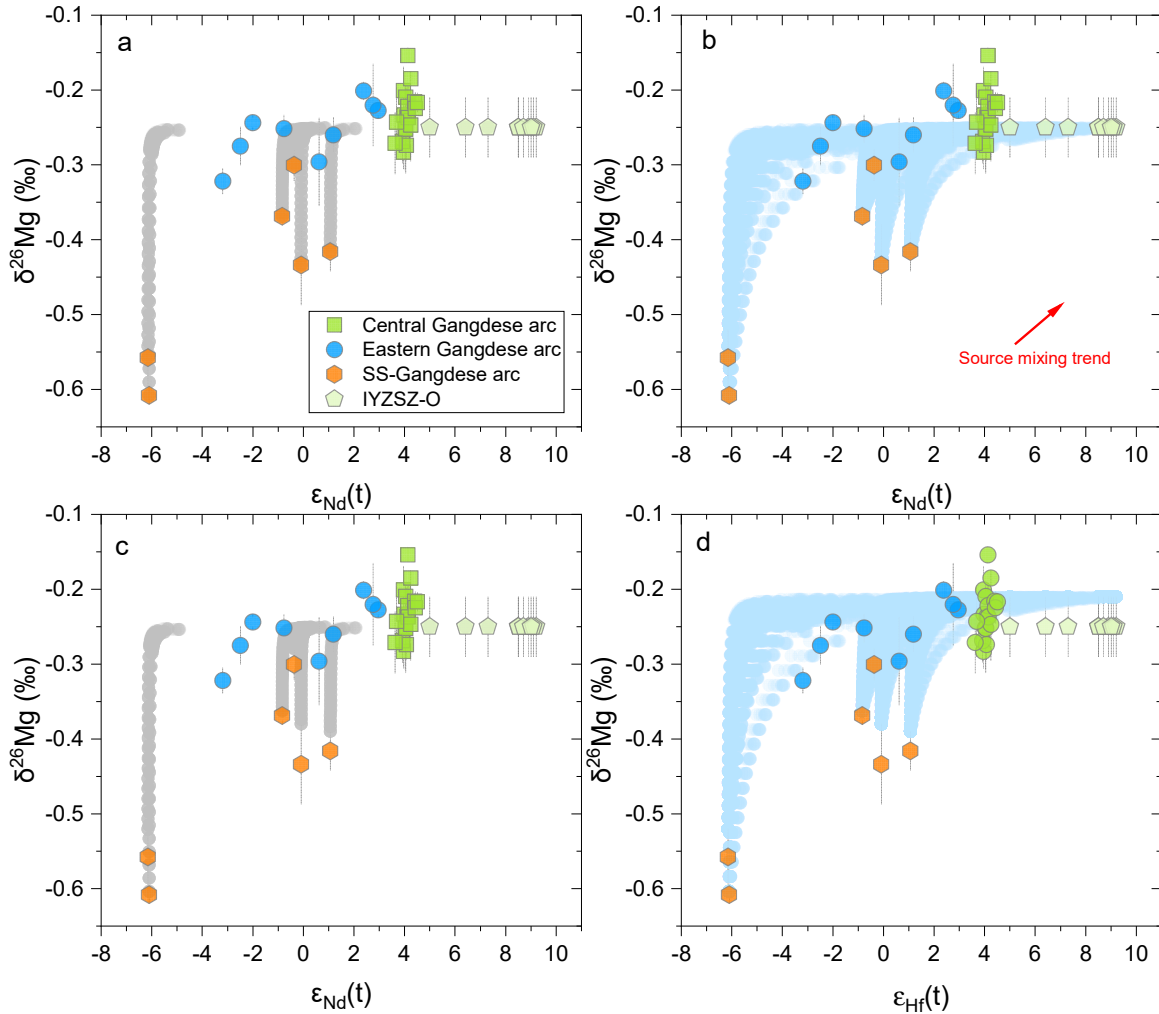 a
δ²⁶Mg (‰)
-0.1
-0.2
-0.3
-0.4
-0.5
-0.6
-8 -6 -4 -2 0 2 4 6 8 10
εNd(t)
Central Gangdese arc
Eastern Gangdese arc
SS-Gangdese arc
IYZSZ-O
b
δ²⁶Mg (‰)
-0.1
-0.2
-0.3
-0.4
-0.5
-0.6
-8 -6 -4 -2 0 2 4 6 8 10
εNd(t)
Source mixing trend
c
δ²⁶Mg (‰)
-0.1
-0.2
-0.3
-0.4
-0.5
-0.6
-8 -6 -4 -2 0 2 4 6 8 10
εNd(t)
d
δ²⁶Mg (‰)
-0.1
-0.2
-0.3
-0.4
-0.5
-0.6
-8 -6 -4 -2 0 2 4 6 8 10
εHf(t)